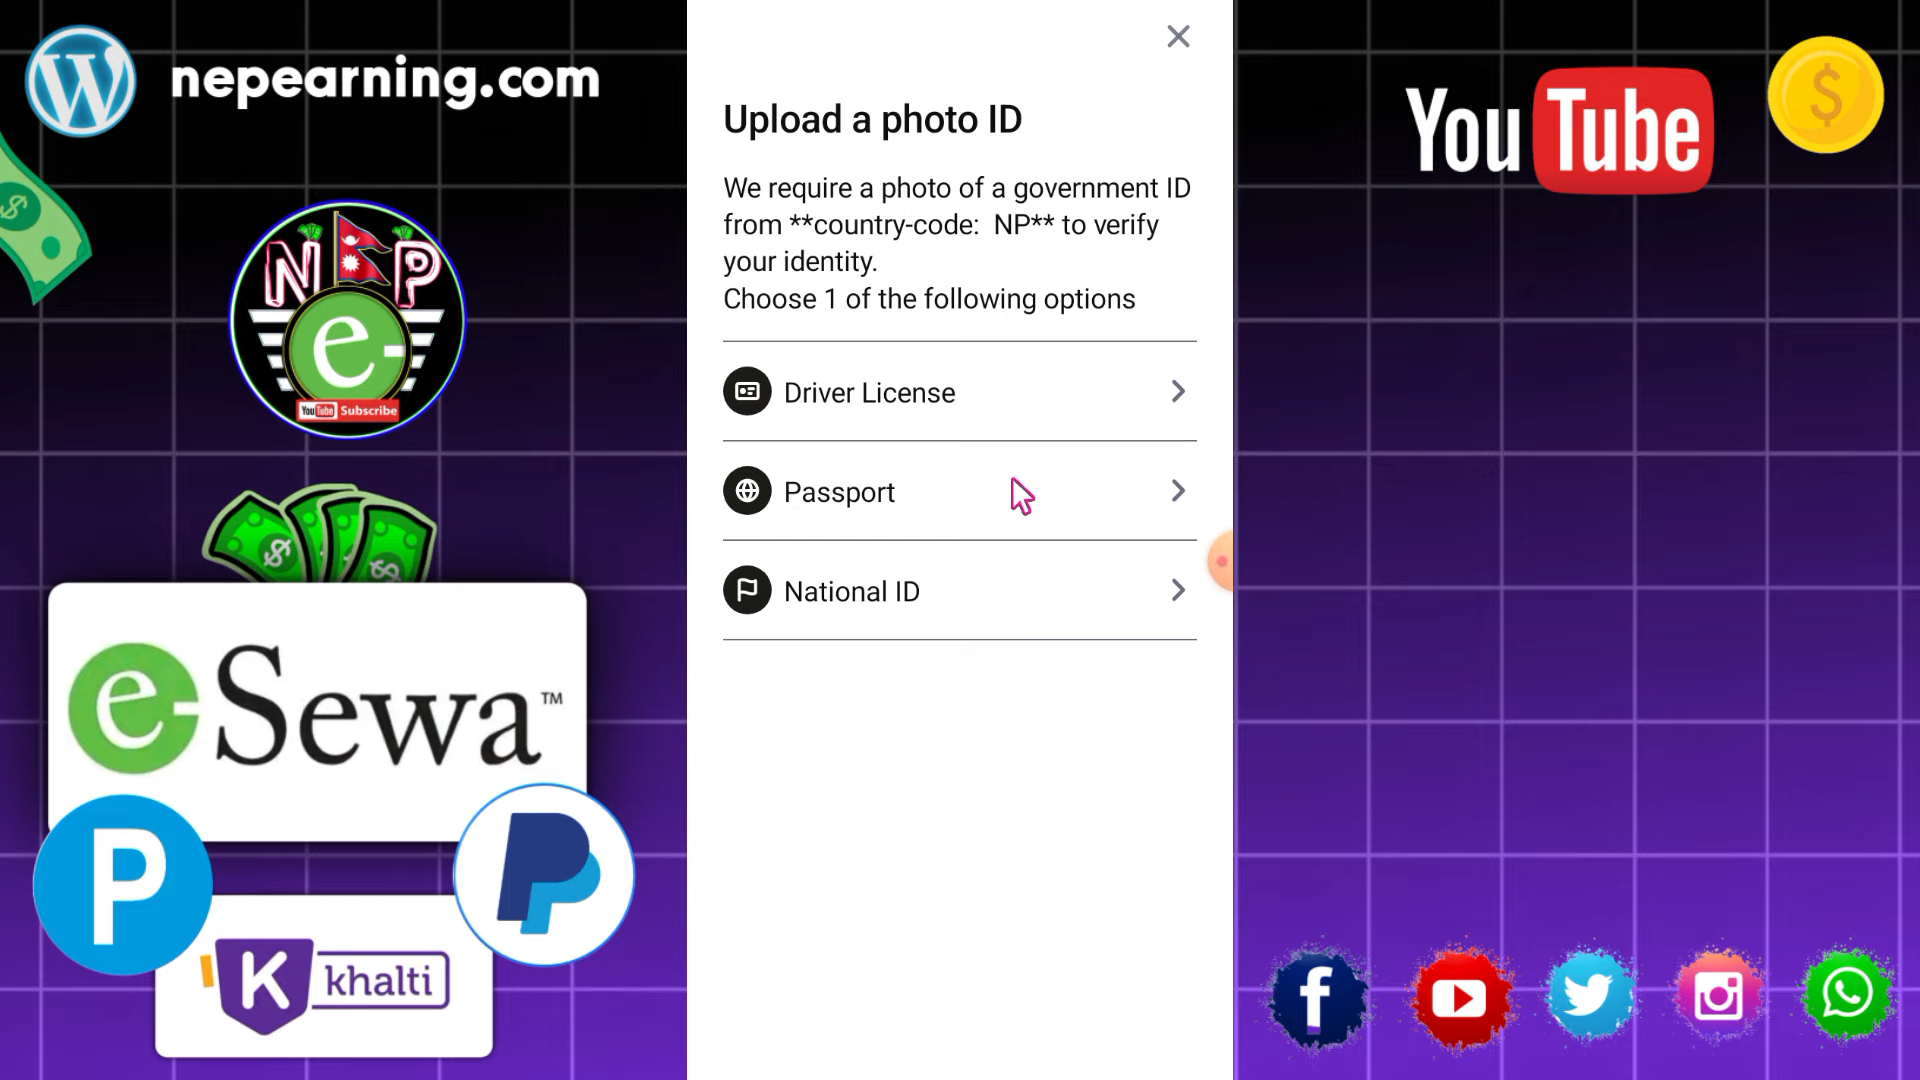 nepearning.com
NEP
e-
YouTube Subscribe
e-Sewa™
P
P
K khalti
Upload a photo ID
We require a photo of a government ID
from **country-code:  NP** to verify
your identity.
Choose 1 of the following options
Driver License
Passport
National ID
YouTube
$